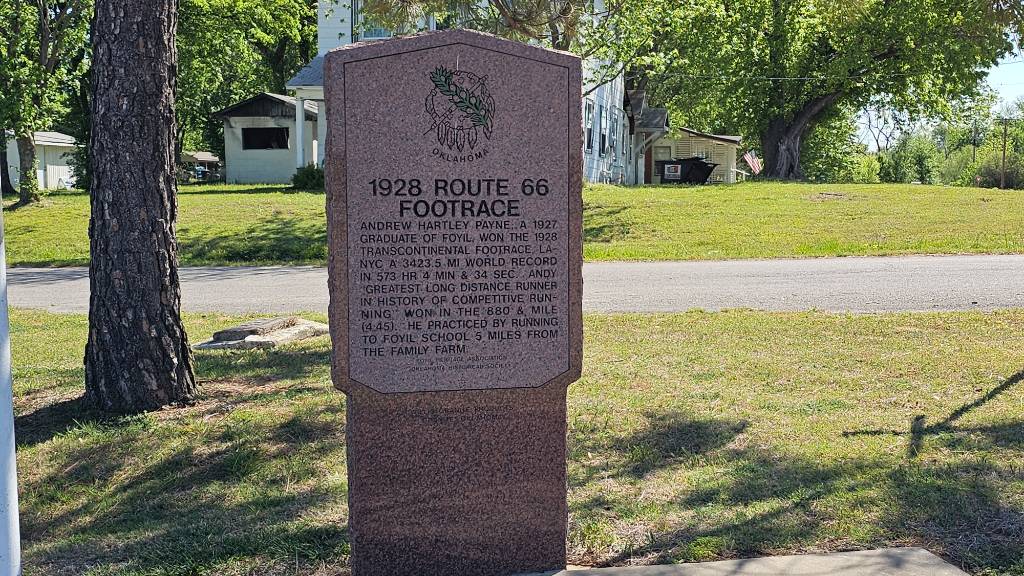 OKLAHOMA
1928 ROUTE 66
FOOTRACE
ANDREW HARTLEY PAYNE, A 1927
GRADUATE OF FOYIL, WON THE 1928
TRANSCONTINENTAL FOOTRACE, LA-
NYC A 3423.5 MI WORLD RECORD
IN 573 HR 4 MIN & 34 SEC. ANDY
"GREATEST LONG DISTANCE RUNNER
IN HISTORY OF COMPETITIVE RUN-
NING" WON IN THE 880 & MILE
(4:45). HE PRACTICED BY RUNNING
TO FOYIL SCHOOL 5 MILES FROM
THE FAMILY FARM.
HERITAGE ASSOCIATION
OKLAHOMA HISTORICAL SOCIETY